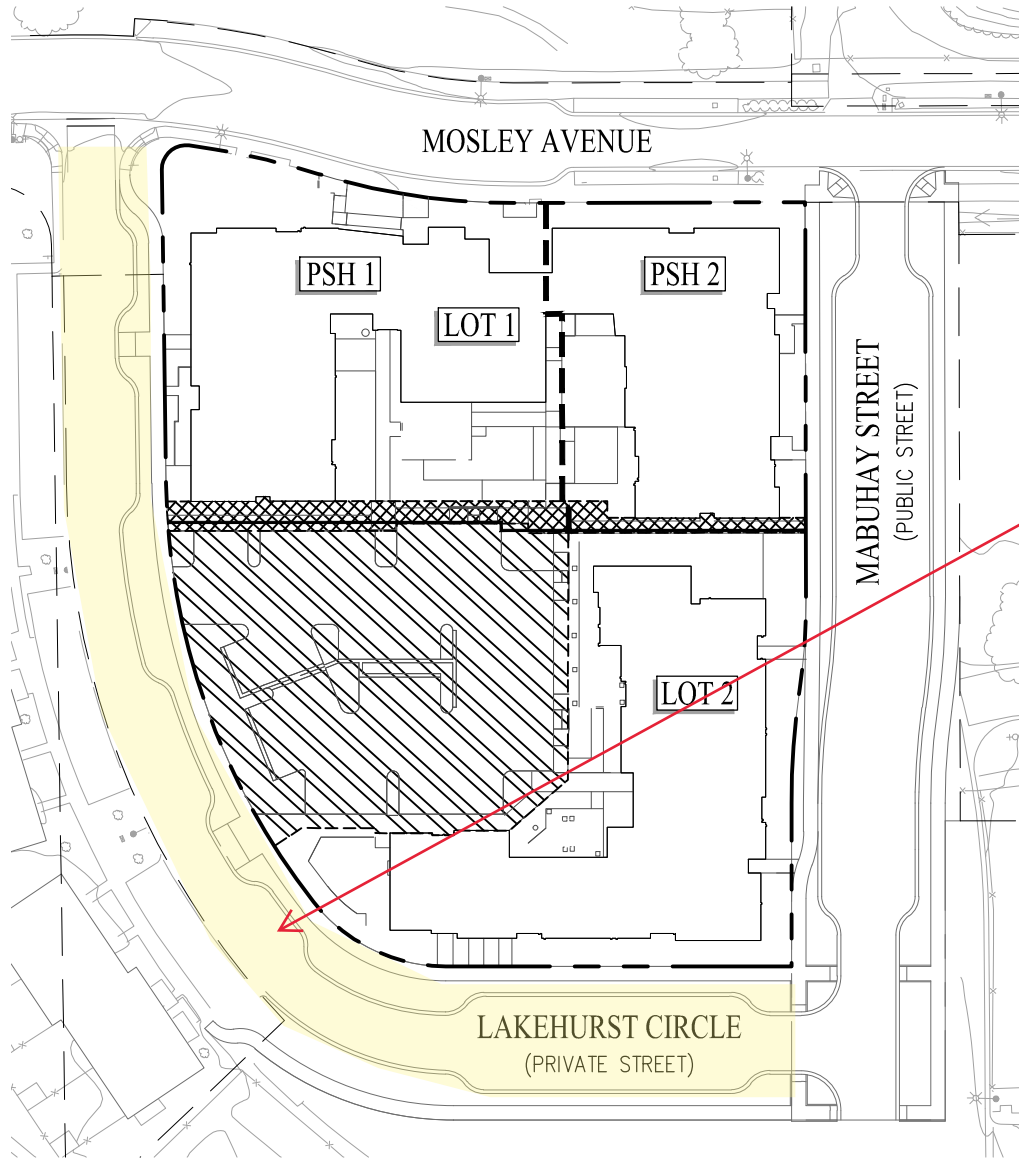 MOSLEY AVENUE
PSH 1
PSH 2
LOT 1
MABUHAY STREET
(PUBLIC STREET)
LOT 2
LAKEHURST CIRCLE
(PRIVATE STREET)